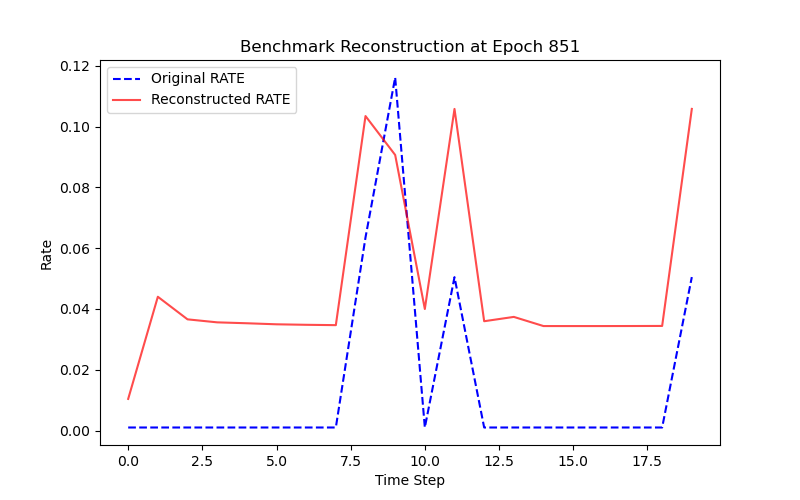 Benchmark Reconstruction at Epoch 851
Original RATE
Reconstructed RATE
0.12
0.10
0.08
0.06
0.04
0.02
0.00
Rate
0.0 2.5 5.0 7.5 10.0 12.5 15.0 17.5
Time Step